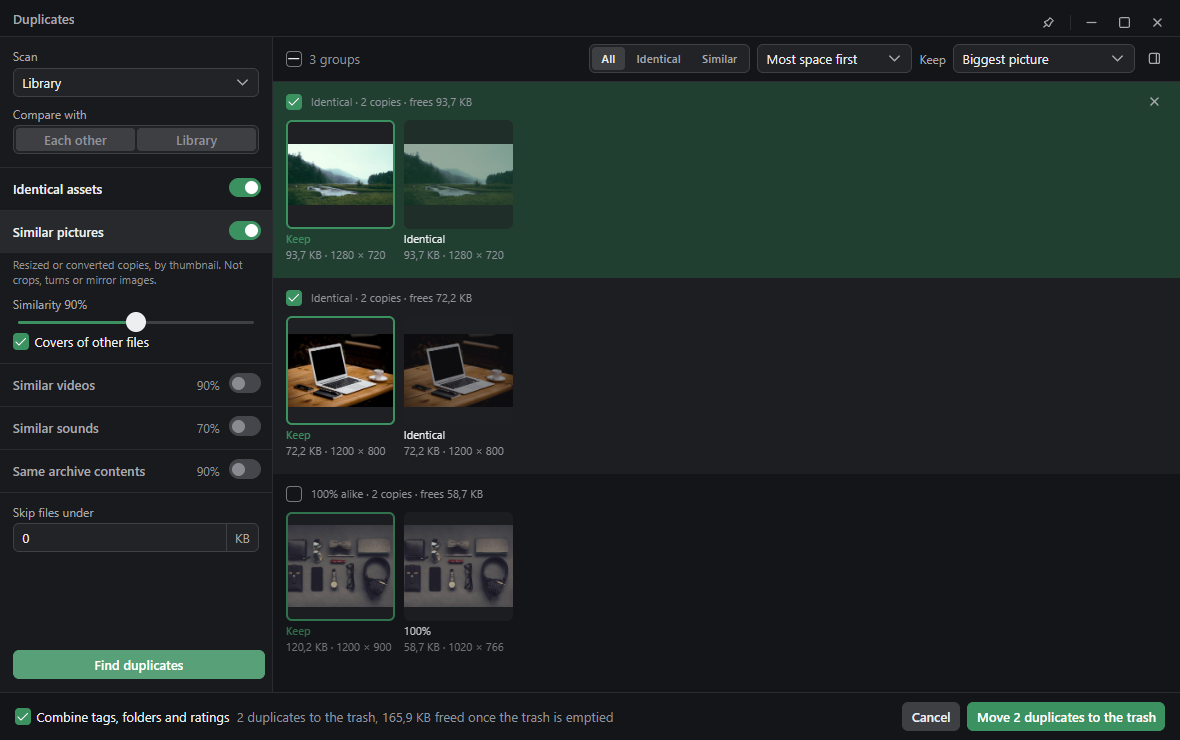 Duplicates
Scan
Library
Compare with
Each other
Library
Identical assets
Similar pictures
Resized or converted copies, by thumbnail. Not
crops, turns or mirror images.
Similarity 90%
Covers of other files
Similar videos 90%
Similar sounds 70%
Same archive contents 90%
Skip files under
0 KB
Find duplicates
3 groups
All Identical Similar
Most space first
Keep
Biggest picture
Identical · 2 copies · frees 93,7 KB
Keep
93,7 KB · 1280 × 720
Identical
93,7 KB · 1280 × 720
Identical · 2 copies · frees 72,2 KB
Keep
72,2 KB · 1200 × 800
Identical
72,2 KB · 1200 × 800
100% alike · 2 copies · frees 58,7 KB
Keep
120,2 KB · 1200 × 900
100%
58,7 KB · 1020 × 766
Combine tags, folders and ratings
2 duplicates to the trash, 165,9 KB freed once the trash is emptied
Cancel
Move 2 duplicates to the trash